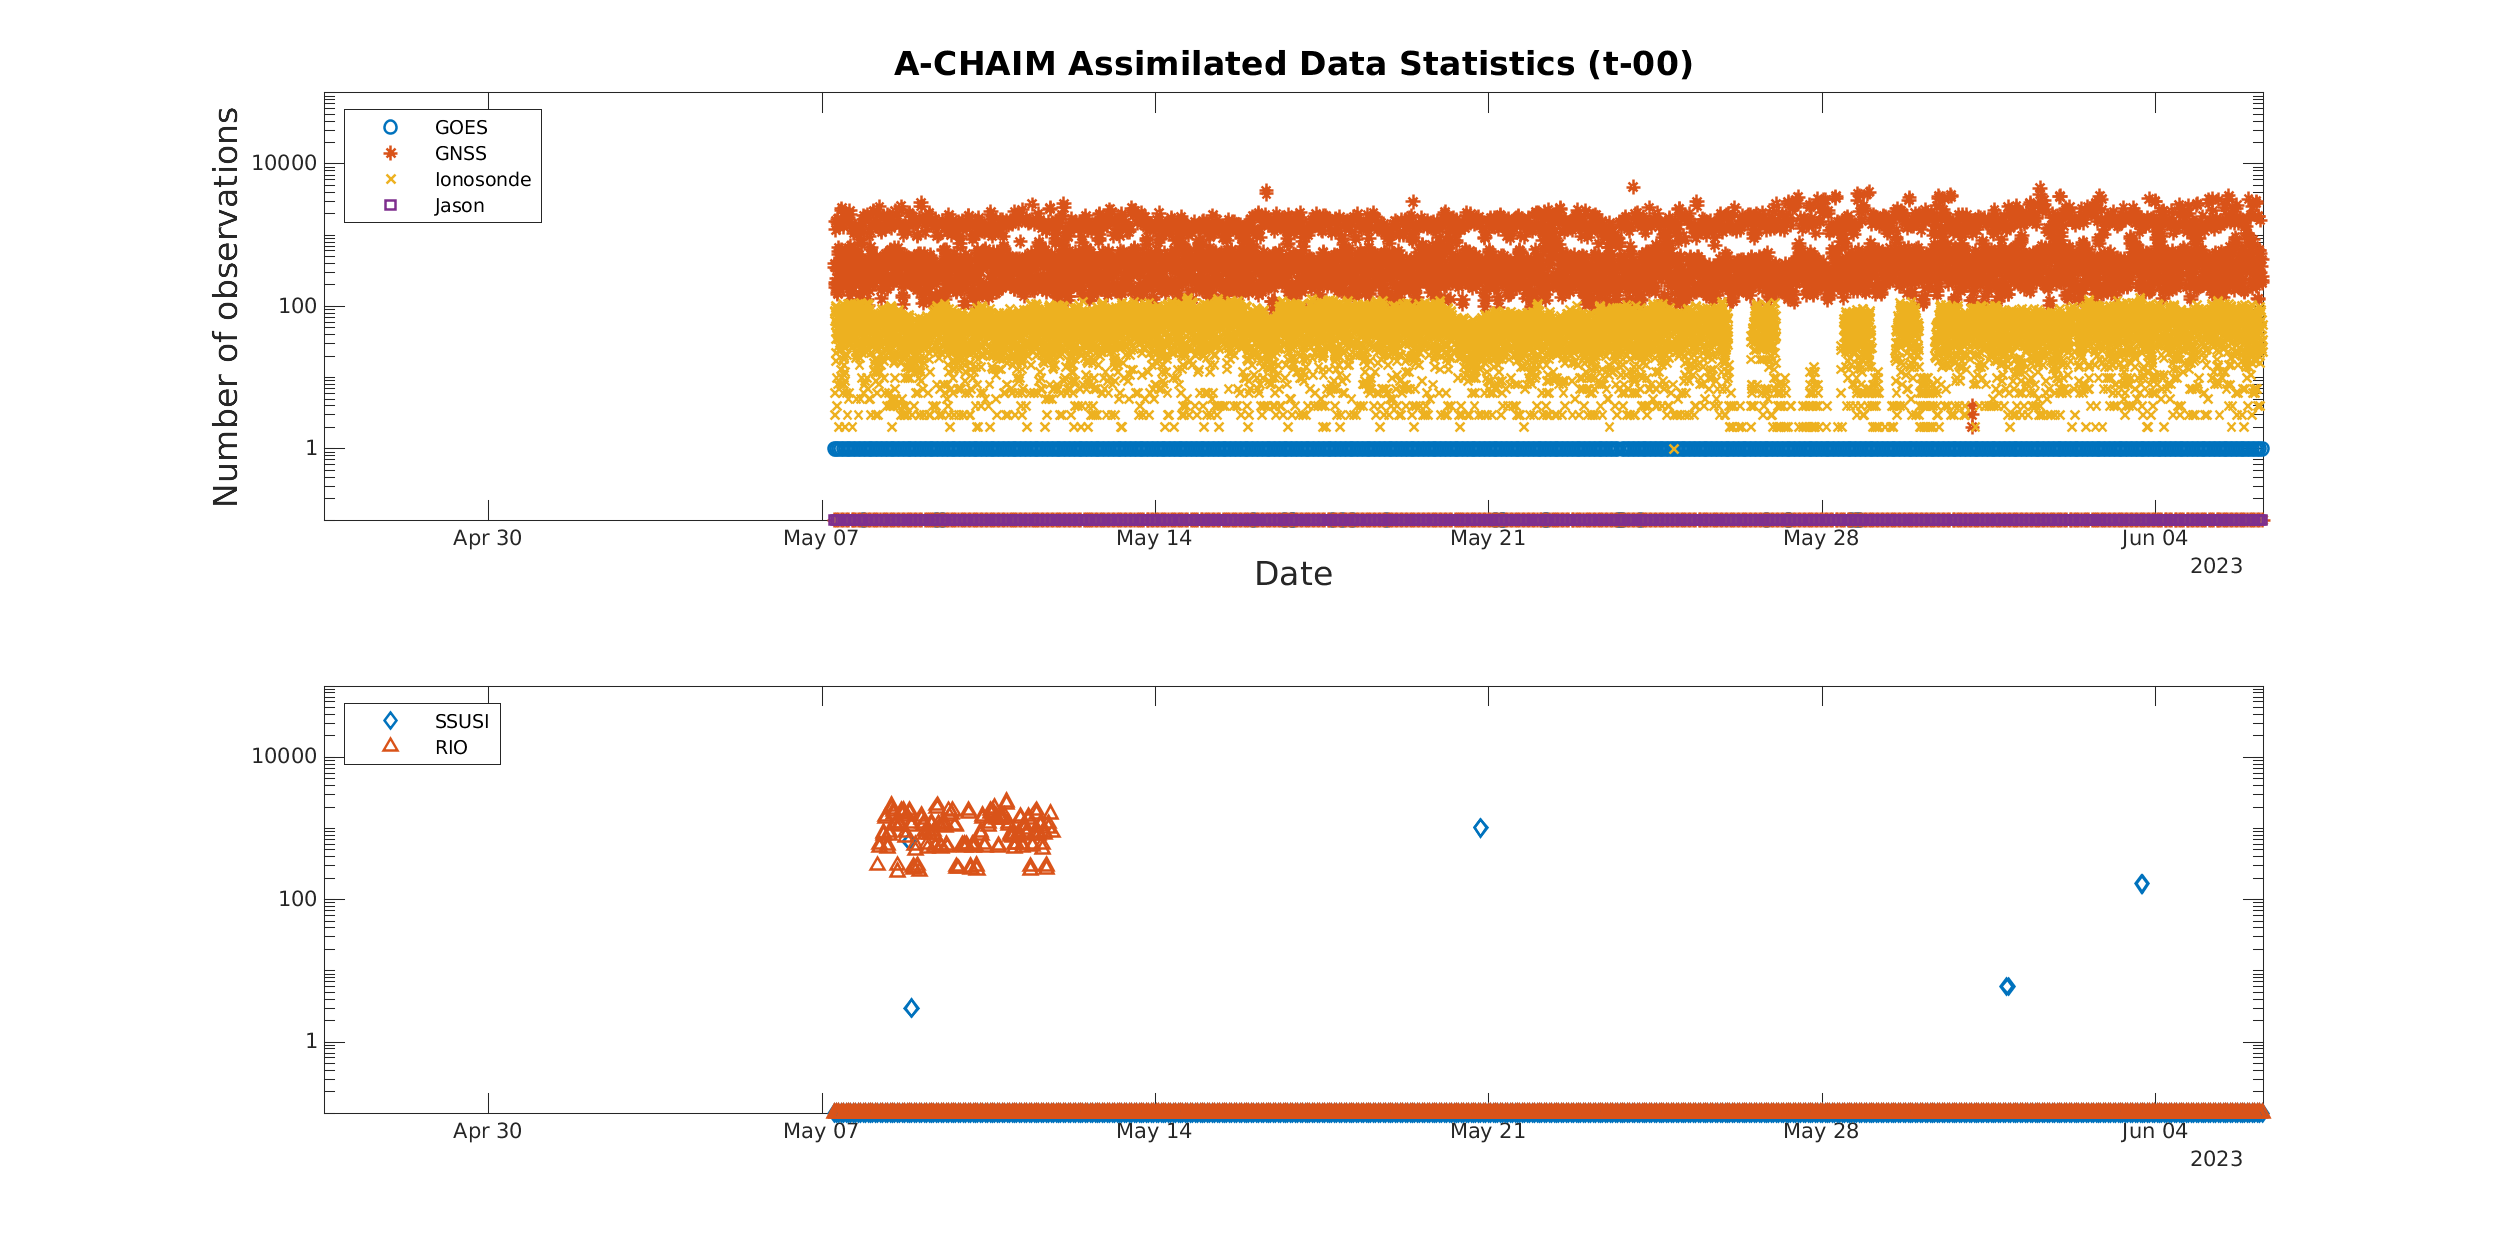 A-CHAIM Assimilated Data Statistics (t-00)
Number of observations
GOES
GNSS
Ionosonde
Jason
10000
100
1
Apr 30
May 07
May 14
May 21
May 28
Jun 04
2023
Date
SSUSI
RIO
10000
100
1
Apr 30
May 07
May 14
May 21
May 28
Jun 04
2023